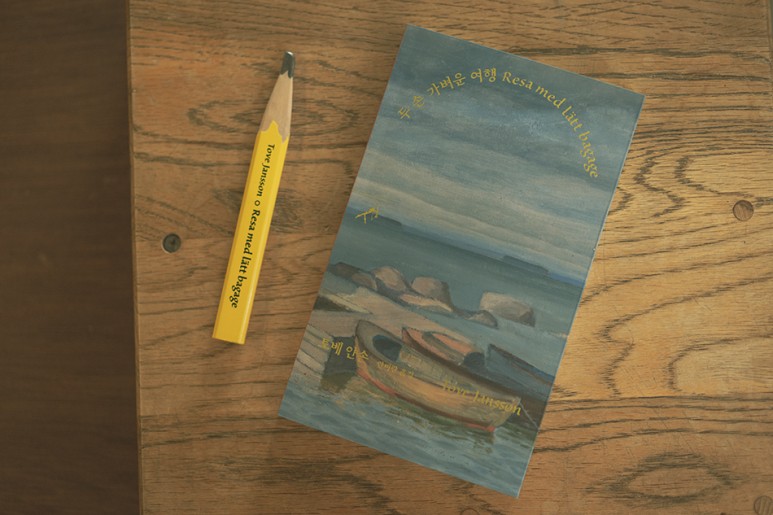 Tove Jansson o Resa med lätt bagage
두 손 가벼운 여행 Resa med lätt bagage
토베 얀손
Tove Jansson